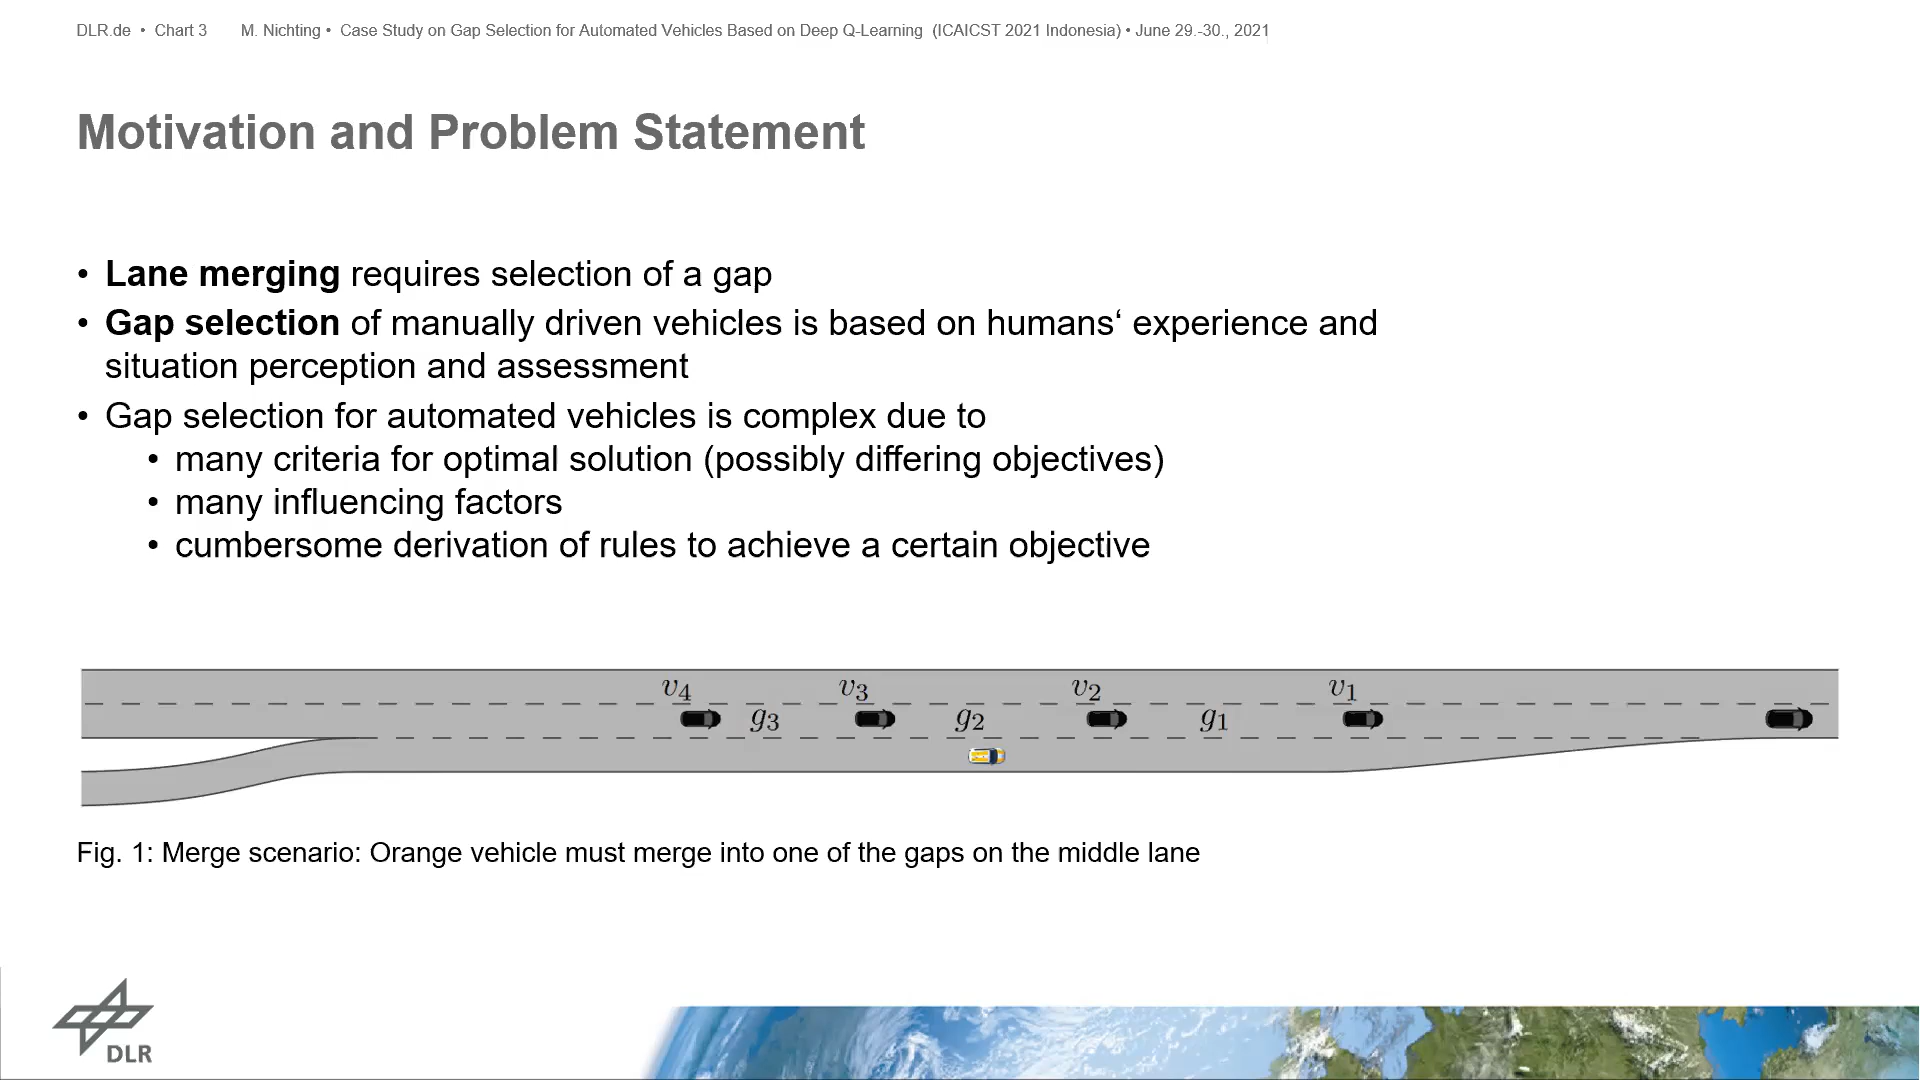 DLR.de • Chart 3 M. Nichting • Case Study on Gap Selection for Automated Vehicles Based on Deep Q-Learning (ICAICST 2021 Indonesia) • June 29.-30., 2021
Motivation and Problem Statement
• Lane merging requires selection of a gap
• Gap selection of manually driven vehicles is based on humans‘ experience and
situation perception and assessment
• Gap selection for automated vehicles is complex due to
• many criteria for optimal solution (possibly differing objectives)
• many influencing factors
• cumbersome derivation of rules to achieve a certain objective
v4 v3 v2 v1
g3 g2 g1
Fig. 1: Merge scenario: Orange vehicle must merge into one of the gaps on the middle lane
DLR